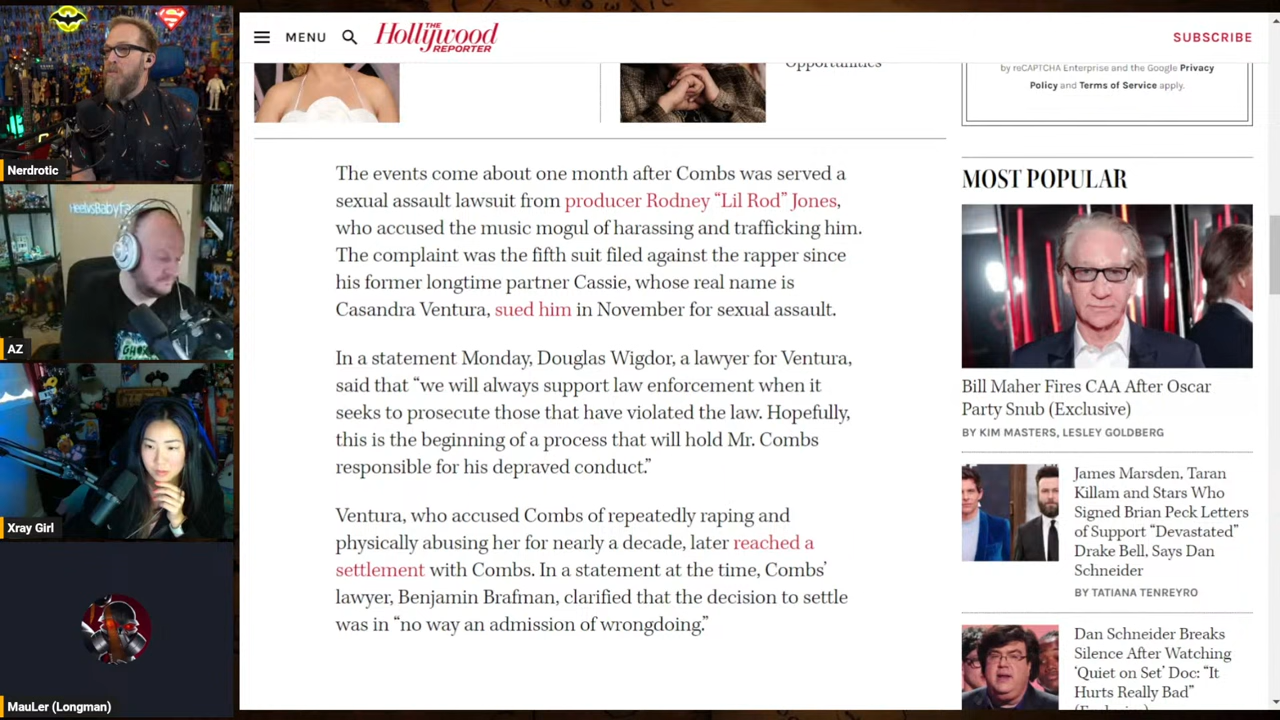 Nerdrotic
HeelvsBabyfa
AZ
Xray Girl
MauLer (Longman)
MENU
THE
Hollywood
REPORTER
SUBSCRIBE
Opportunities
The events come about one month after Combs was served a
sexual assault lawsuit from producer Rodney “Lil Rod” Jones,
who accused the music mogul of harassing and trafficking him.
The complaint was the fifth suit filed against the rapper since
his former longtime partner Cassie, whose real name is
Casandra Ventura, sued him in November for sexual assault.
In a statement Monday, Douglas Wigdor, a lawyer for Ventura,
said that “we will always support law enforcement when it
seeks to prosecute those that have violated the law. Hopefully,
this is the beginning of a process that will hold Mr. Combs
responsible for his depraved conduct.”
Ventura, who accused Combs of repeatedly raping and
physically abusing her for nearly a decade, later reached a
settlement with Combs. In a statement at the time, Combs’
lawyer, Benjamin Brafman, clarified that the decision to settle
was in “no way an admission of wrongdoing.”
by reCAPTCHA Enterprise and the Google Privacy
Policy and Terms of Service apply.
MOST POPULAR
Bill Maher Fires CAA After Oscar
Party Snub (Exclusive)
BY KIM MASTERS, LESLEY GOLDBERG
James Marsden, Taran
Killam and Stars Who
Signed Brian Peck Letters
of Support “Devastated”
Drake Bell, Says Dan
Schneider
BY TATIANA TENREYRO
Dan Schneider Breaks
Silence After Watching
‘Quiet on Set’ Doc: “It
Hurts Really Bad”
(Exclusive)